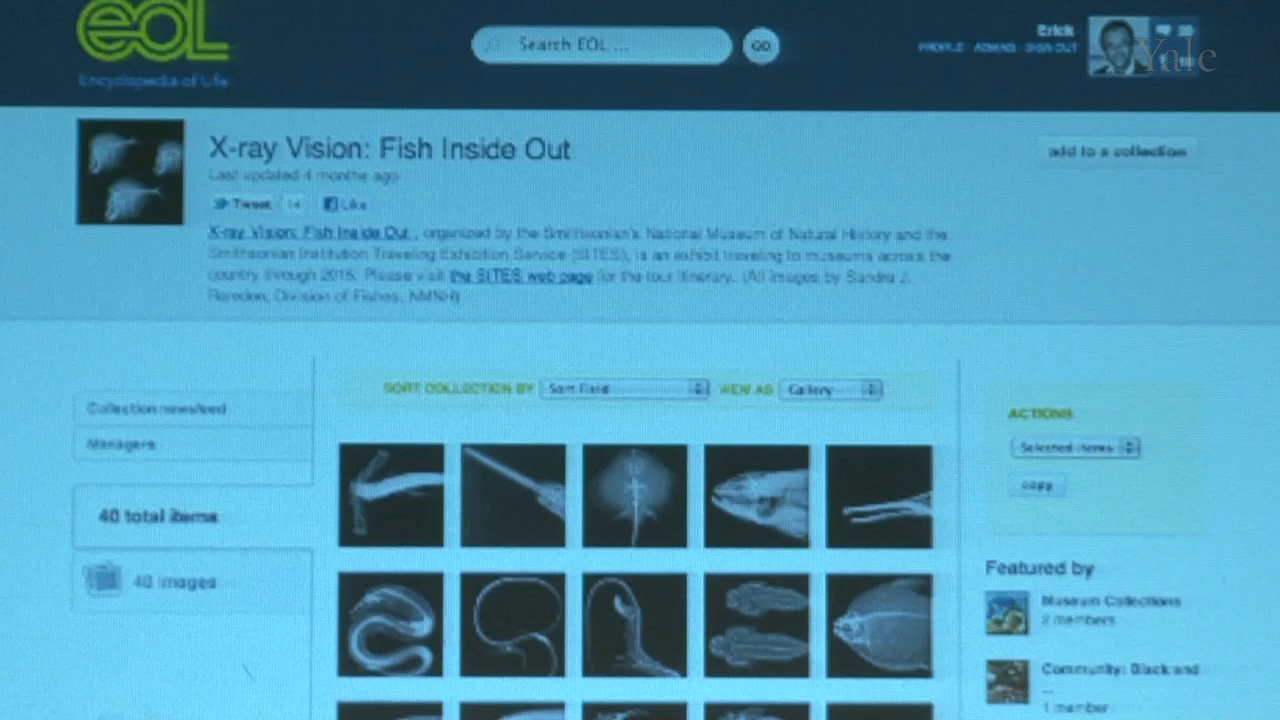 eOL
Encyclopedia of Life
Search EOL ...
GO
Erick
PROFILE ADMINS SIGN OUT
Yale
X-ray Vision: Fish Inside Out
Last updated 4 months ago
add to a collection
Tweet 14 Like
X-ray Vision: Fish Inside Out , organized by the Smithsonian's National Museum of Natural History and the
Smithsonian Institution Traveling Exhibition Service (SITES), is an exhibit traveling to museums across the
country through 2015. Please visit the SITES web page for the tour itinerary. (All images by Sandra J.
Raredon, Division of Fishes, NMNH)
SORT COLLECTION BY Sort Field VIEW AS Gallery
Collection newsfeed
Managers
40 total items
40 images
ACTIONS
Selected items
copy
Featured by
Museum Collections
2 members
Community: Black and
...
1 member